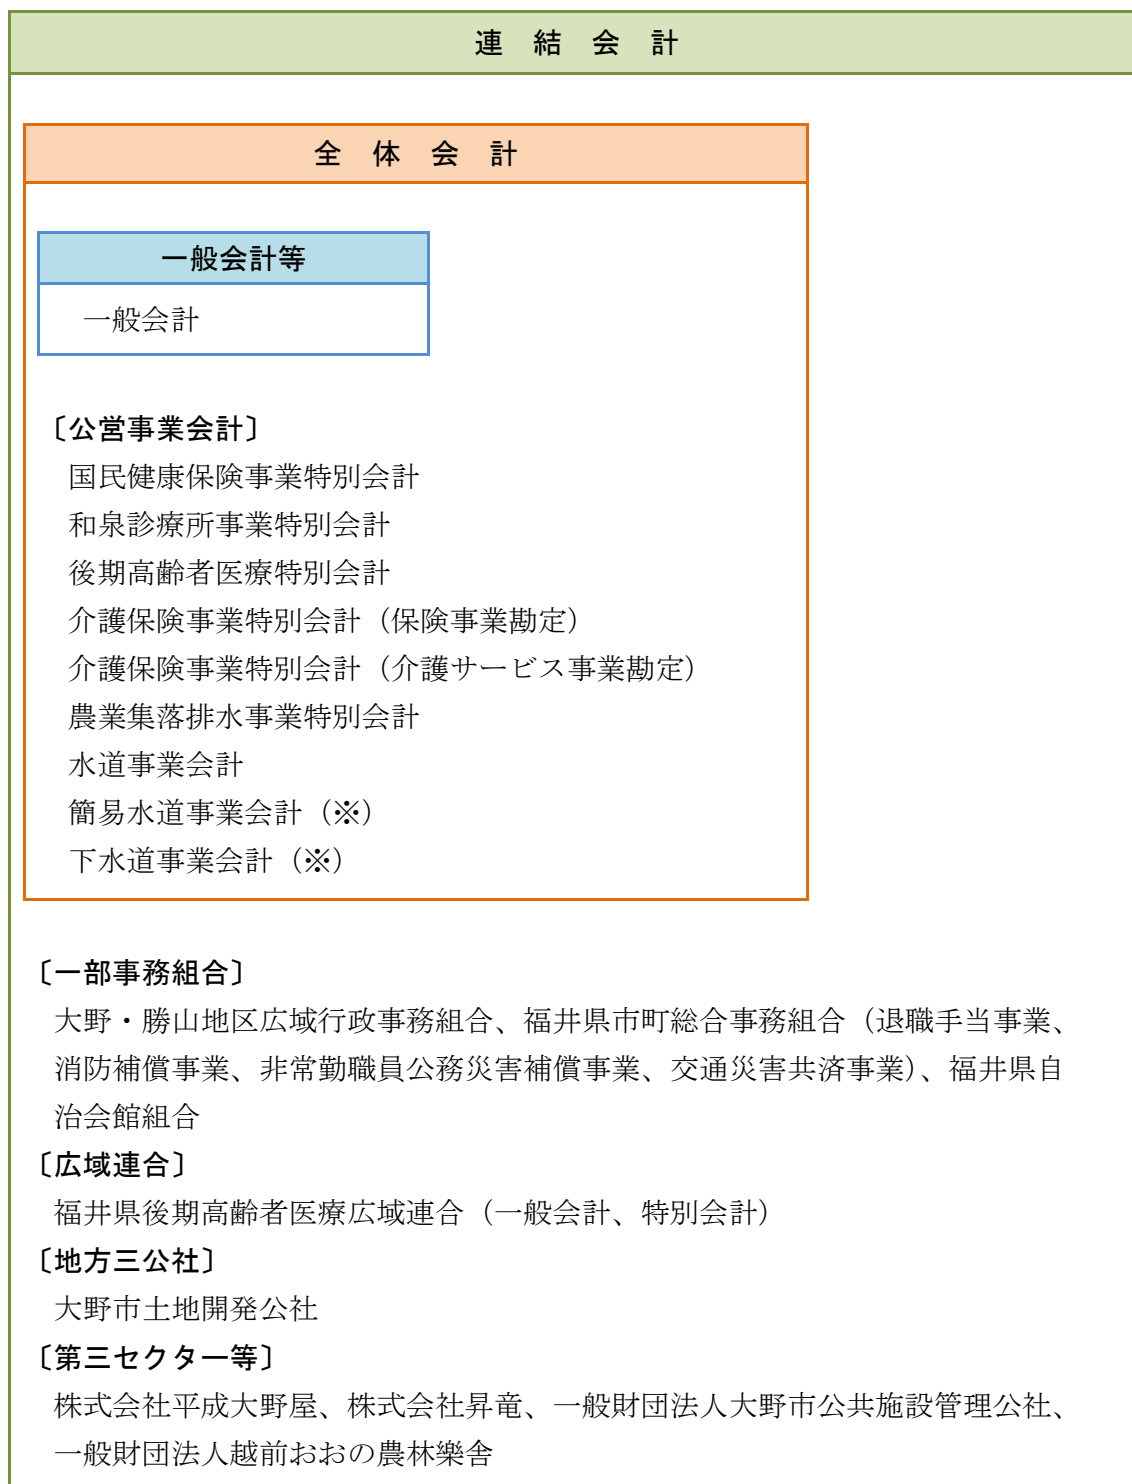 連　結　会　計
全　体　会　計
一般会計等
一般会計
〔公営事業会計〕
国民健康保険事業特別会計
和泉診療所事業特別会計
後期高齢者医療特別会計
介護保険事業特別会計（保険事業勘定）
介護保険事業特別会計（介護サービス事業勘定）
農業集落排水事業特別会計
水道事業会計
簡易水道事業会計（※）
下水道事業会計（※）
〔一部事務組合〕
大野・勝山地区広域行政事務組合、福井県市町総合事務組合（退職手当事業、
消防補償事業、非常勤職員公務災害補償事業、交通災害共済事業）、福井県自
治会館組合
〔広域連合〕
福井県後期高齢者医療広域連合（一般会計、特別会計）
〔地方三公社〕
大野市土地開発公社
〔第三セクター等〕
株式会社平成大野屋、株式会社昇竜、一般財団法人大野市公共施設管理公社、
一般財団法人越前おおの農林樂舎